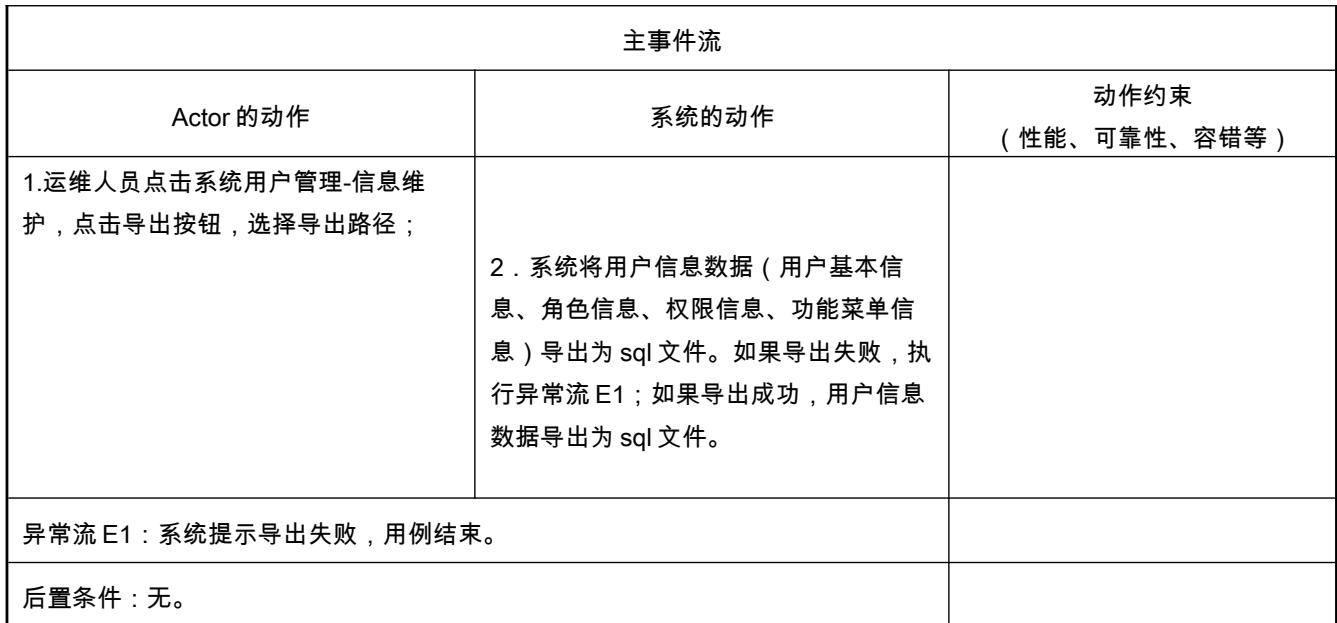 主事件流
Actor 的动作
系统的动作
动作约束
（性能、可靠性、容错等）
1.运维人员点击系统用户管理-信息维
护，点击导出按钮，选择导出路径；
2．系统将用户信息数据（用户基本信
息、角色信息、权限信息、功能菜单信
息）导出为 sql 文件。如果导出失败，执
行异常流 E1；如果导出成功，用户信息
数据导出为 sql 文件。
异常流 E1：系统提示导出失败，用例结束。
后置条件：无。